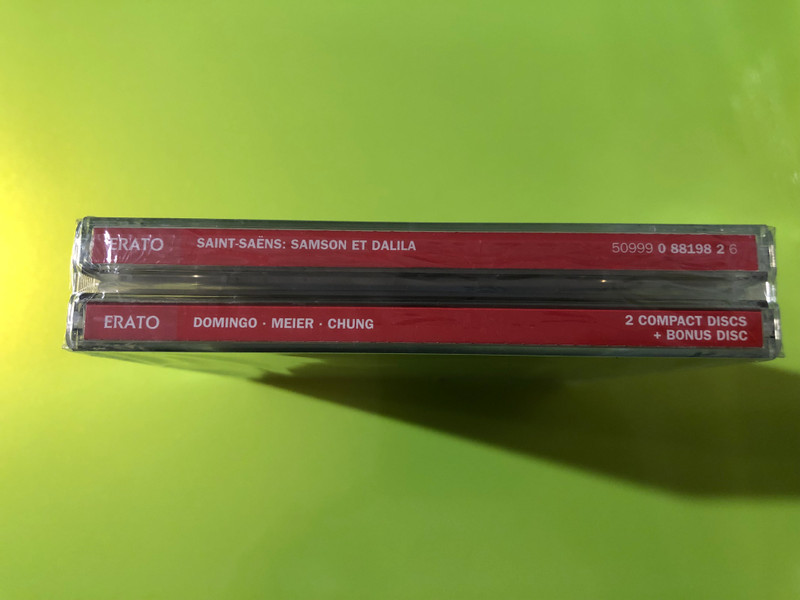 ERATO SAINT-SAËNS: SAMSON ET DALILA 50999 0 88198 2 6
ERATO DOMINGO · MEIER · CHUNG 2 COMPACT DISCS
+ BONUS DISC